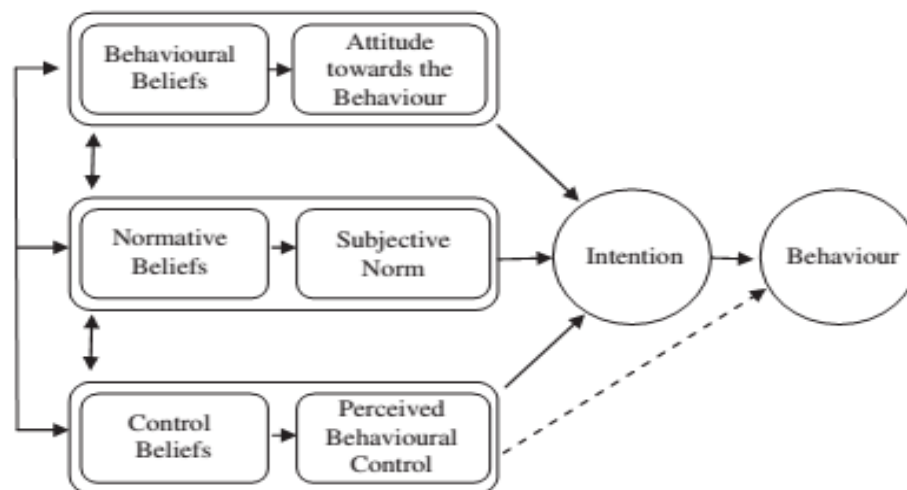 Behavioural
Beliefs
Attitude
towards the
Behaviour
Normative
Beliefs
Subjective
Norm
Intention
Behaviour
Control
Beliefs
Perceived
Behavioural
Control